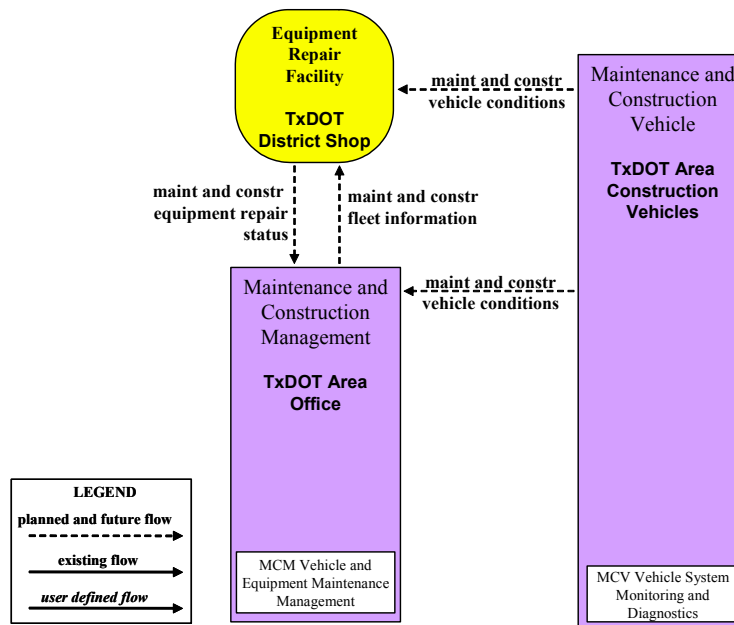 Equipment
Repair
Facility
TxDOT
District Shop
maint and constr
vehicle conditions
Maintenance and
Construction
Vehicle
TxDOT Area
Construction
Vehicles
maint and constr
equipment repair
status
maint and constr
fleet information
Maintenance and
Construction
Management
TxDOT Area
Office
maint and constr
vehicle conditions
LEGEND
planned and future flow
existing flow
user defined flow
MCM Vehicle and
Equipment Maintenance
Management
MCV Vehicle System
Monitoring and
Diagnostics